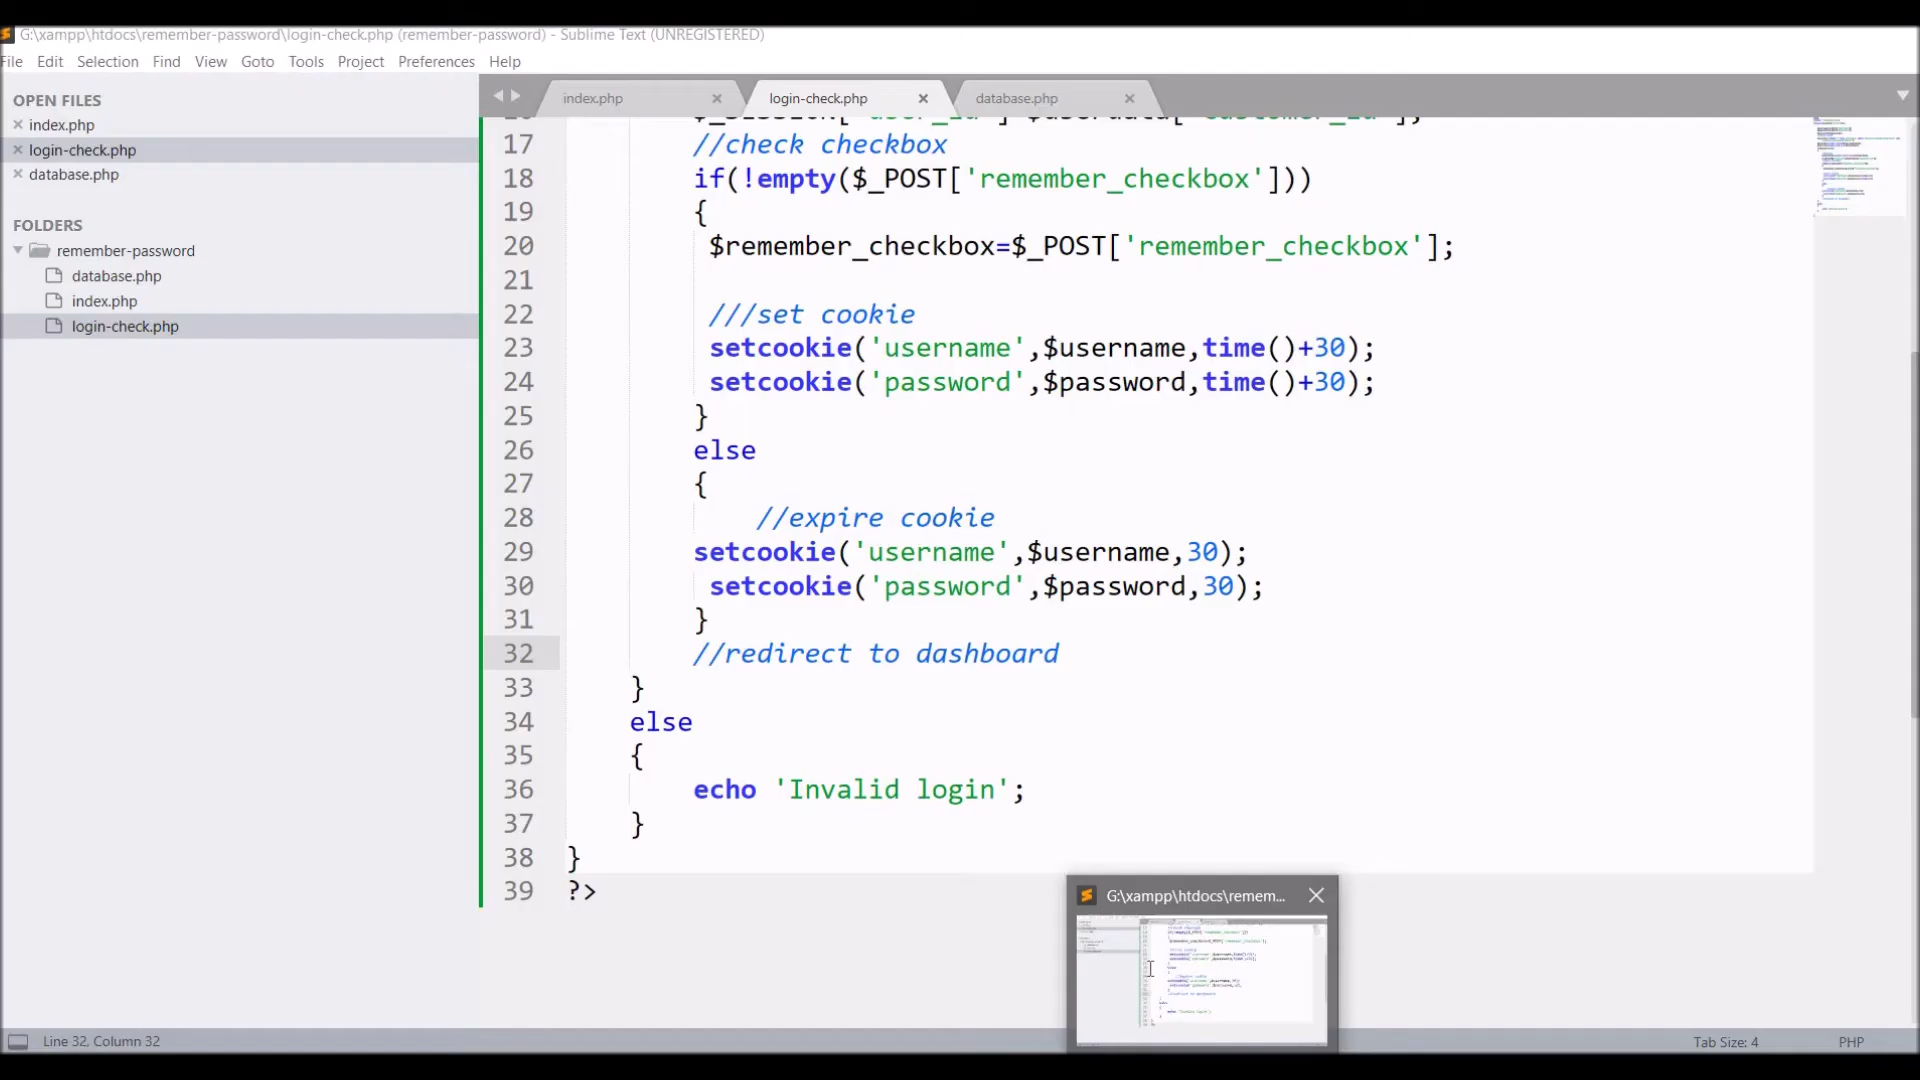 G:\xampp\htdocs\remember-password\login-check.php (remember-password) - Sublime Text (UNREGISTERED)
File Edit Selection Find View Goto Tools Project Preferences Help
OPEN FILES
index.php
login-check.php
database.php
FOLDERS
remember-password
database.php
index.php
login-check.php
index.php login-check.php database.php
17 //check checkbox
18 if(!empty($_POST['remember_checkbox']))
19 {
20 $remember_checkbox=$_POST['remember_checkbox'];
21
22 ///set cookie
23 setcookie('username',$username,time()+30);
24 setcookie('password',$password,time()+30);
25 }
26 else
27 {
28 //expire cookie
29 setcookie('username',$username,30);
30 setcookie('password',$password,30);
31 }
32 //redirect to dashboard
33 }
34 else
35 {
36 echo 'Invalid login';
37 }
38 }
39 ?>
G:\xampp\htdocs\remem...
Line 32, Column 32
Tab Size: 4
PHP